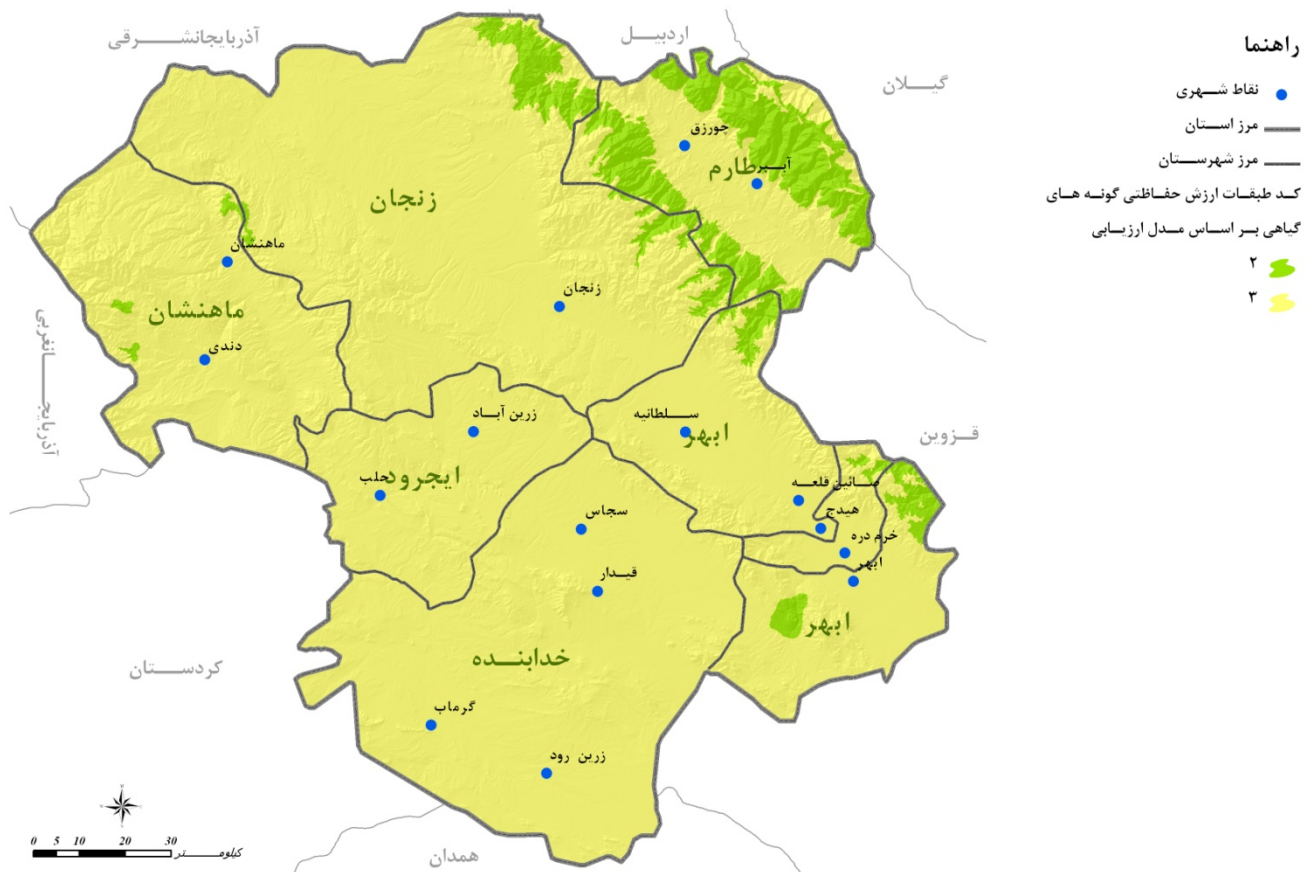 راهنما
نقاط شهری
مرز استان
مرز شهرستان
کد طبقات ارزش حفاظتی گونه های
گیاهی بر اساس مدل ارزیابی
۲
۳
آذربایجانشرقی
اردبیل
گیلان
چورزق
آببر
طارم
زنجان
ماهنشان
زنجان
ماهنشان
دندی
آذربایجانغربی
زرین آباد
سلطانیه
ابهر
قزوین
ایجرود
حلب
صائین قلعه
هیدج
سجاس
خرم دره
ابهر
قیدار
ابهر
خدابنده
کردستان
گرماب
زرین رود
همدان
0 5 10 20 30
کیلومتر